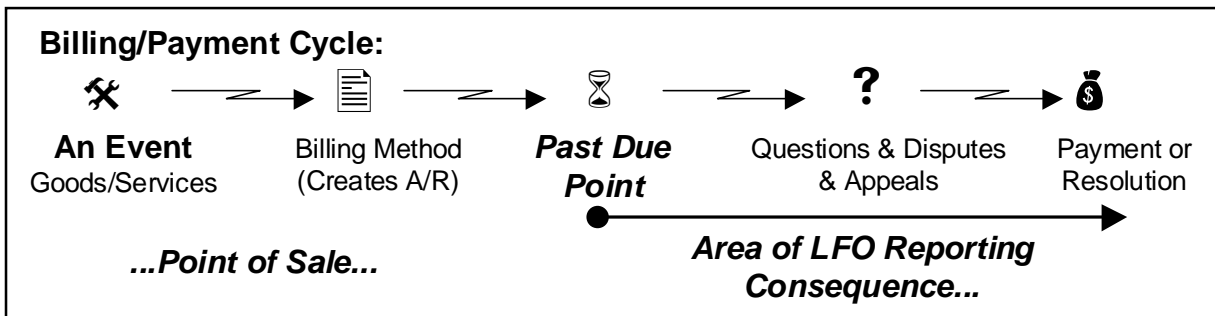 Billing/Payment Cycle:
?
$
An Event
Goods/Services
Billing Method
(Creates A/R)
Past Due
Point
Questions & Disputes
& Appeals
Payment or
Resolution
...Point of Sale...
Area of LFO Reporting
Consequence...